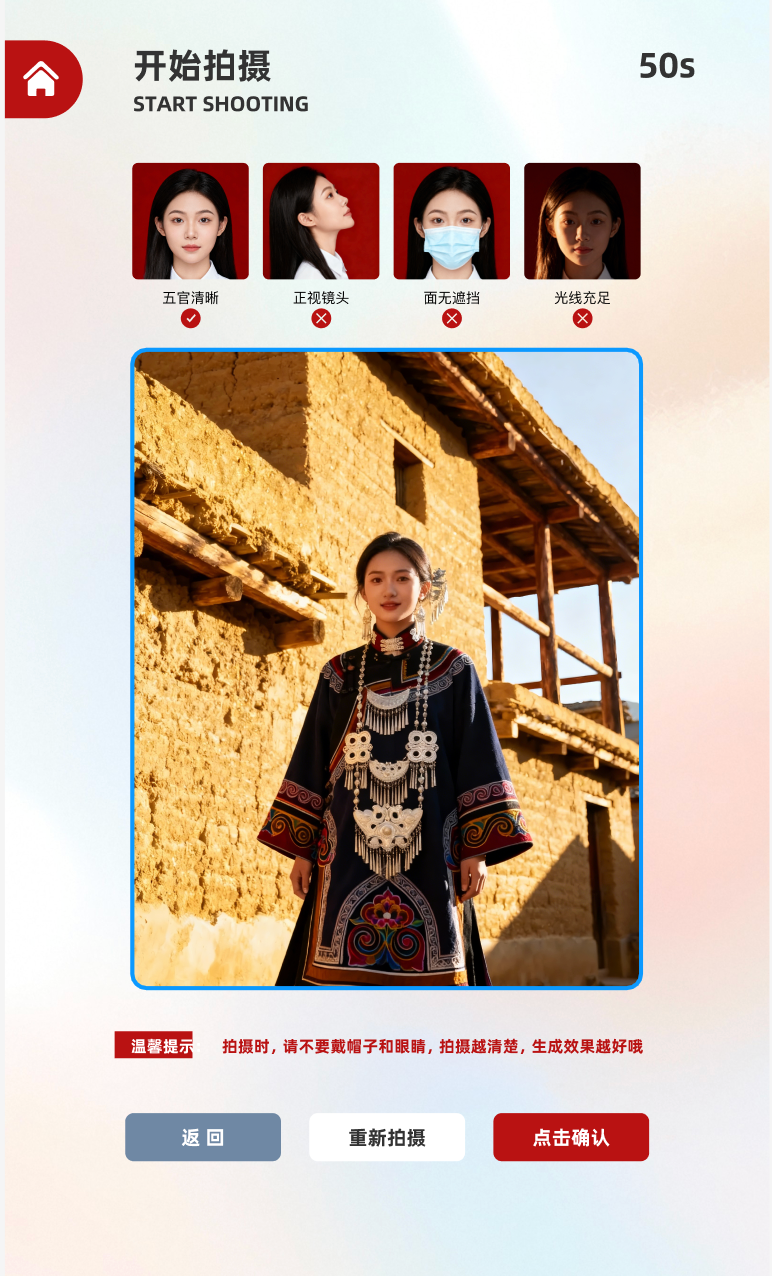 开始拍摄
50s
START SHOOTING
五官清晰
正视镜头
面无遮挡
光线充足
温馨提示:
拍摄时, 请不要戴帽子和眼睛, 拍摄越清楚, 生成效果越好哦
返 回
重新拍摄
点击确认